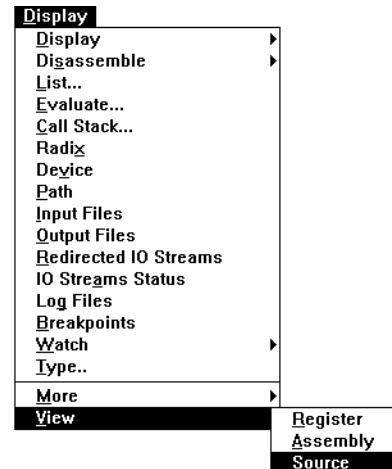 Display
Display
Disassemble
List...
Evaluate...
Call Stack...
Radix
Device
Path
Input Files
Output Files
Redirected IO Streams
IO Streams Status
Log Files
Breakpoints
Watch
Type..
More
View
Register
Assembly
Source